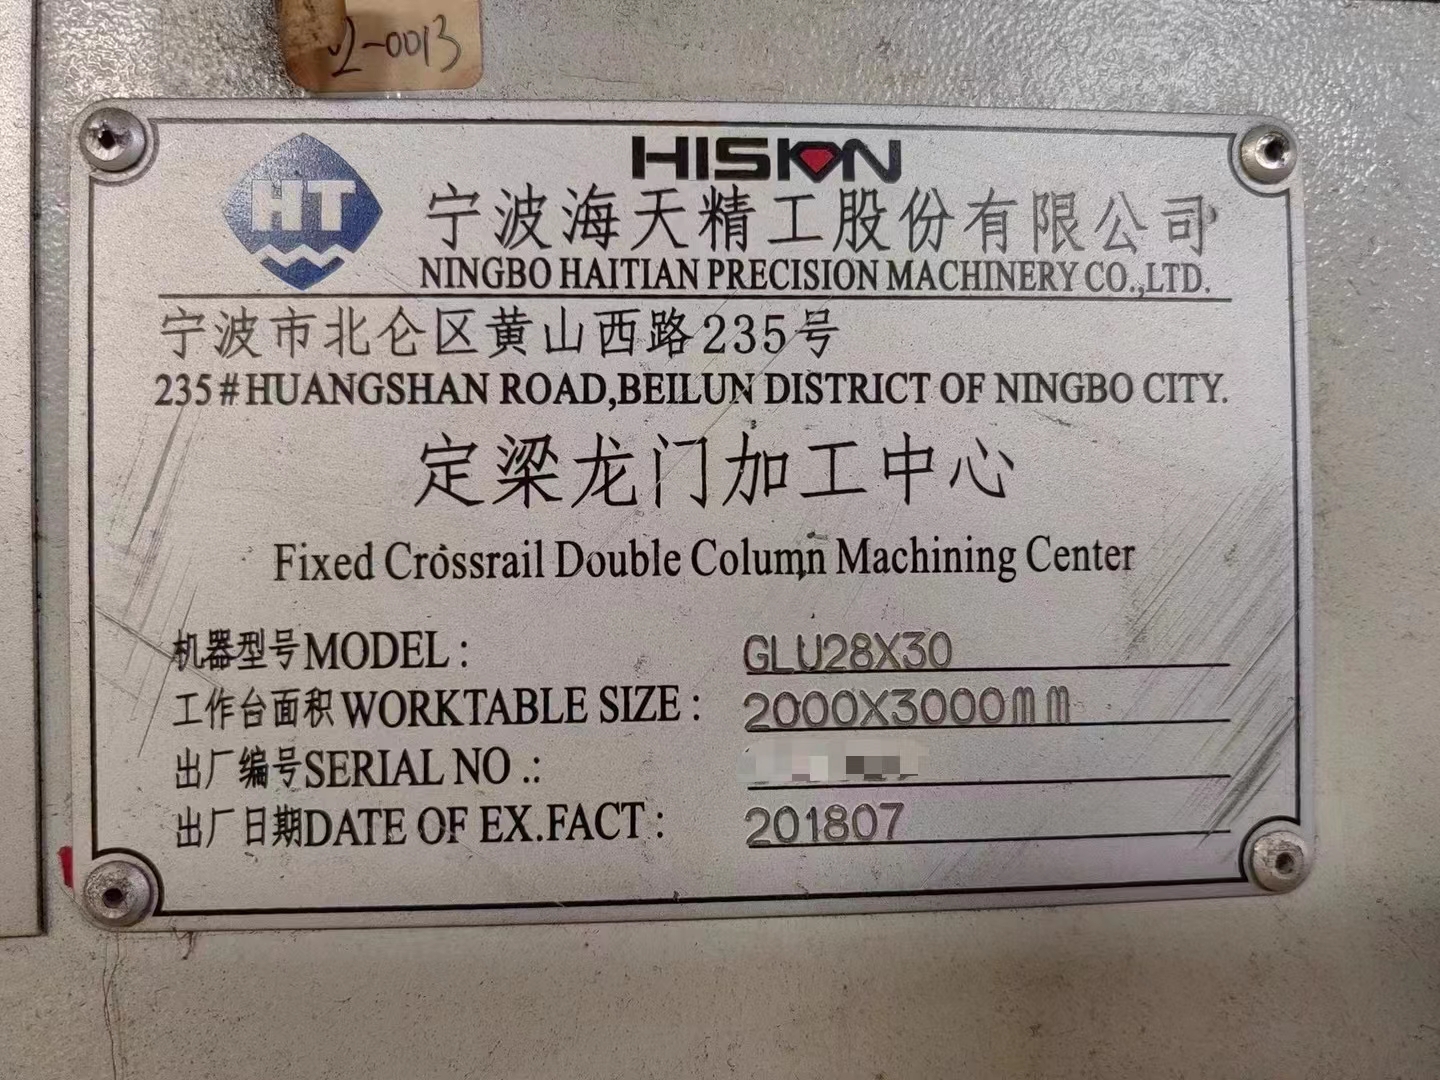 2-0013
HISION
HT
宁波海天精工股份有限公司
NINGBO HAITIAN PRECISION MACHINERY CO.,LTD.
宁波市北仑区黄山西路235号
235#HUANGSHAN ROAD,BEILUN DISTRICT OF NINGBO CITY.
定梁龙门加工中心
Fixed Crossrail Double Column Machining Center
机器型号MODEL: GLU28X30
工作台面积WORKTABLE SIZE: 2000X3000mm
出厂编号SERIAL NO.:
出厂日期DATE OF EX.FACT: 201807